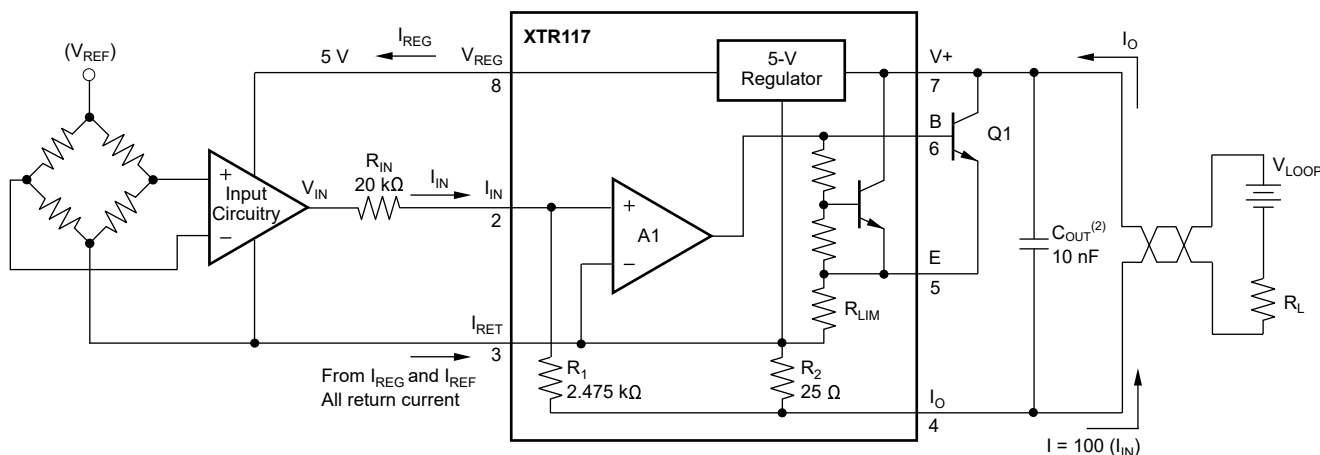 XTR117
(V_REF)
5 V
I_REG
V_REG
8
5-V
Regulator
V+
7
I_O
B
6
Q1
R_IN
20 kΩ
I_IN
I_IN
2
V_IN
+
Input
Circuitry
−
+
A1
−
V_LOOP
C_OUT(2)
10 nF
E
5
R_LIM
R_L
I_RET
3
From I_REG and I_REF
All return current
R_1
2.475 kΩ
R_2
25 Ω
I_O
4
I = 100 (I_IN)